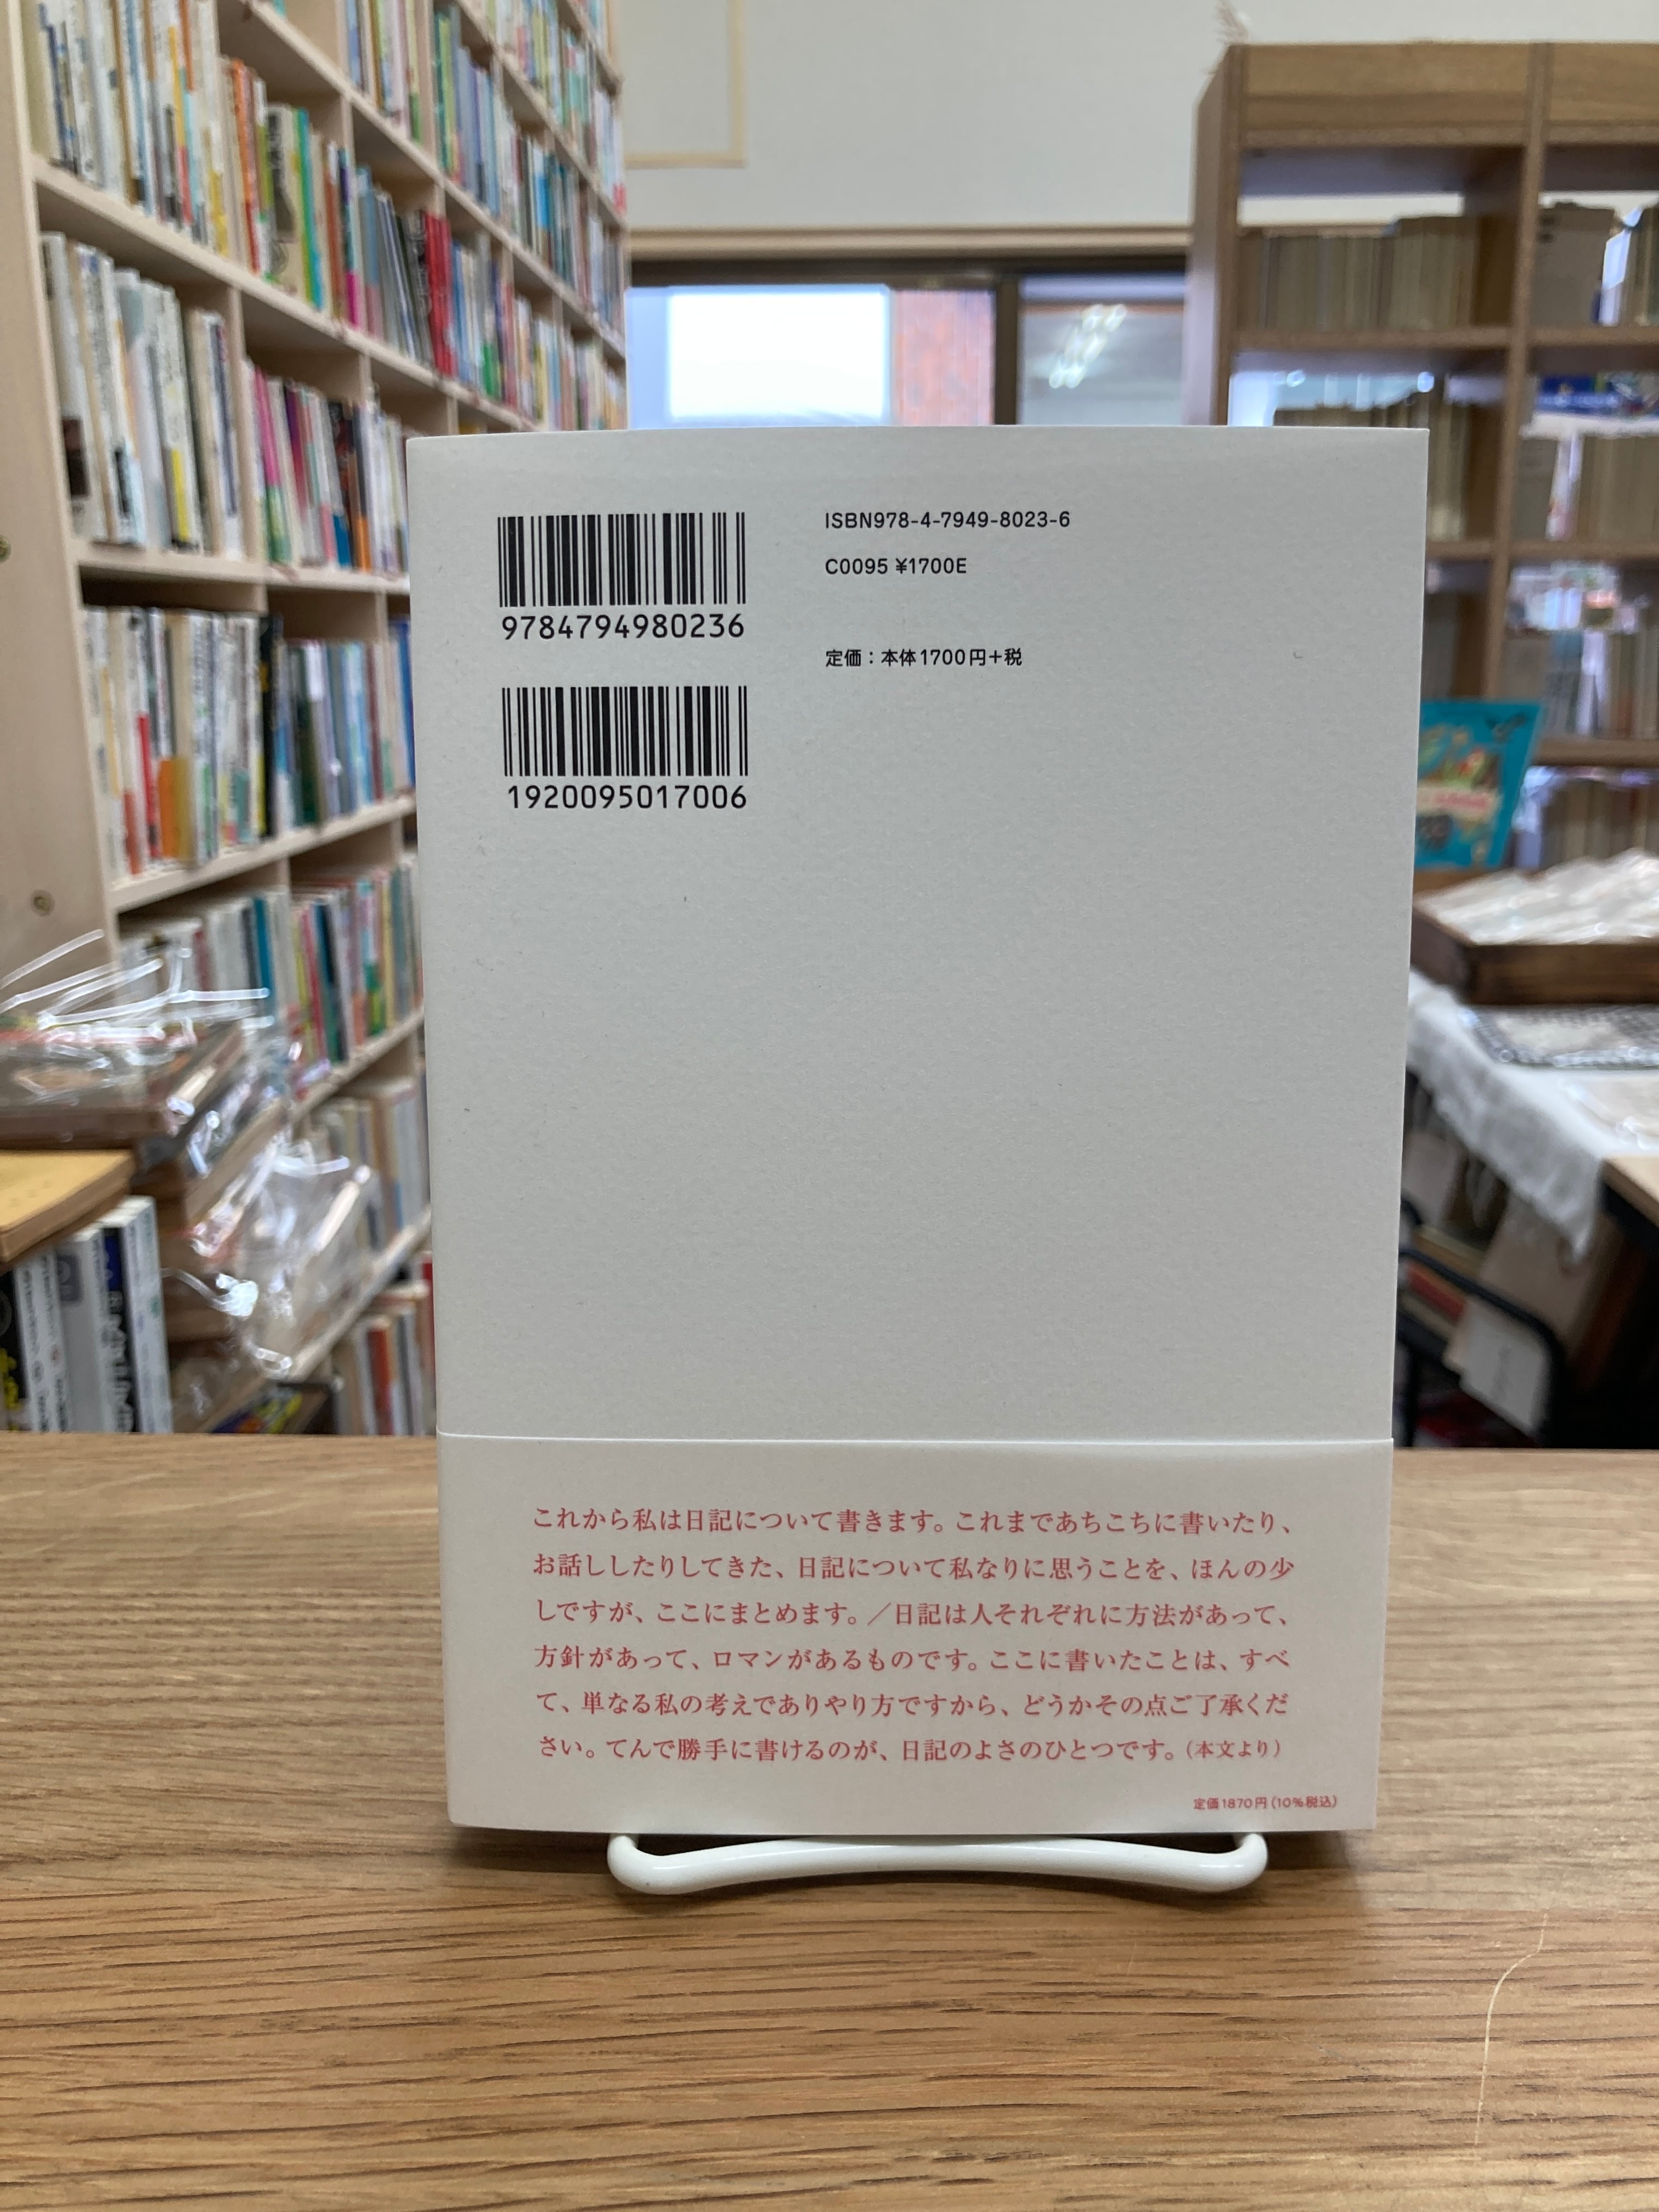 9784794980236
ISBN978-4-7949-8023-6
C0095 ¥1700E
定価：本体1700円+税
1920095017006
これから私は日記について書きます。これまであちこちに書いたり、
お話ししたりしてきた、日記について私なりに思うことを、ほんの少
しですが、ここにまとめます。／日記は人それぞれに方法があって、
方針があって、ロマンがあるものです。ここに書いたことは、すべ
て、単なる私の考えでありやり方ですから、どうかその点ご了承くだ
さい。てんで勝手に書けるのが、日記のよさのひとつです。（本文より）
定価1870円（10%税込）